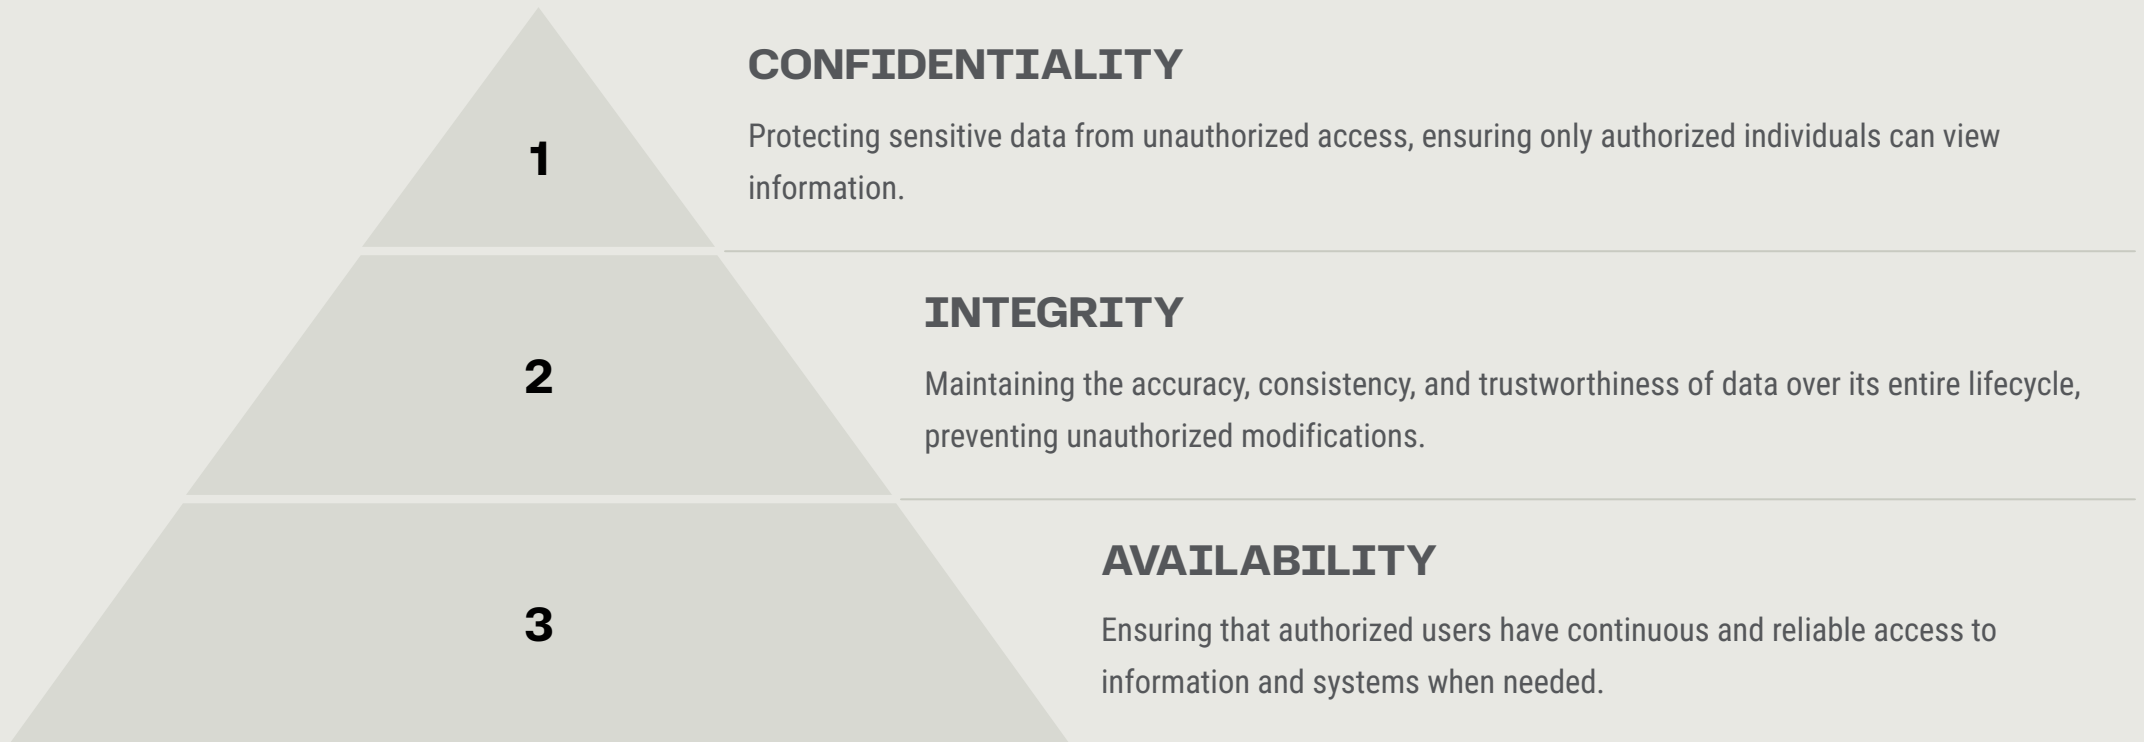 CONFIDENTIALITY
1
Protecting sensitive data from unauthorized access, ensuring only authorized individuals can view
information.
INTEGRITY
2
Maintaining the accuracy, consistency, and trustworthiness of data over its entire lifecycle,
preventing unauthorized modifications.
AVAILABILITY
3
Ensuring that authorized users have continuous and reliable access to
information and systems when needed.